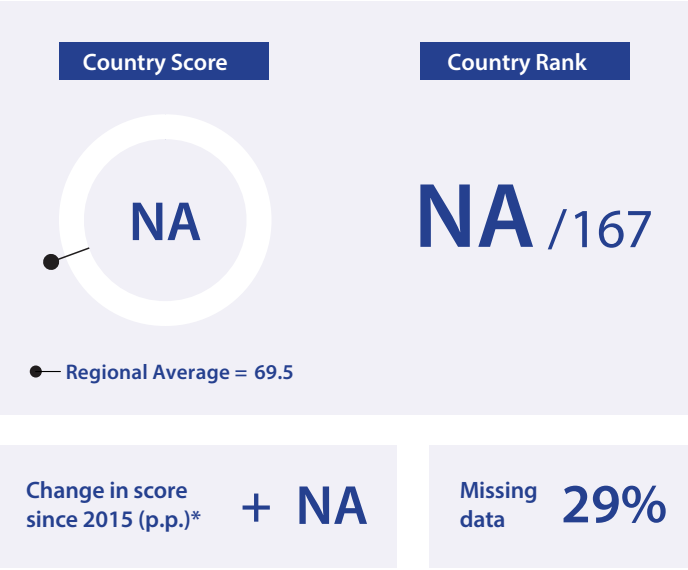 Country Score
Country Rank
NA
NA /167
Regional Average = 69.5
Change in score
since 2015 (p.p.)*
+ NA
Missing
data
29%